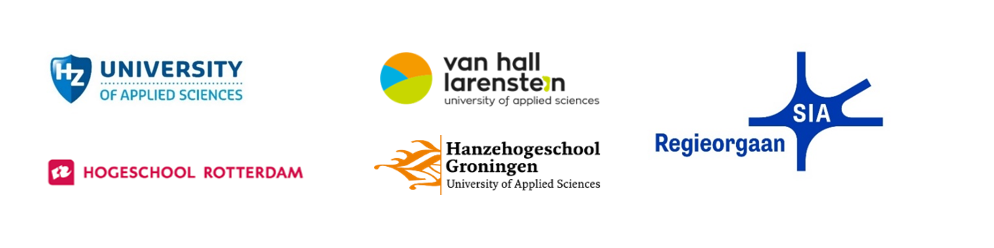 HZ UNIVERSITY
OF APPLIED SCIENCES
HOGESCHOOL ROTTERDAM
van hall
larenstein
university of applied sciences
Hanzehogeschool
Groningen
University of Applied Sciences
SIA
Regieorgaan